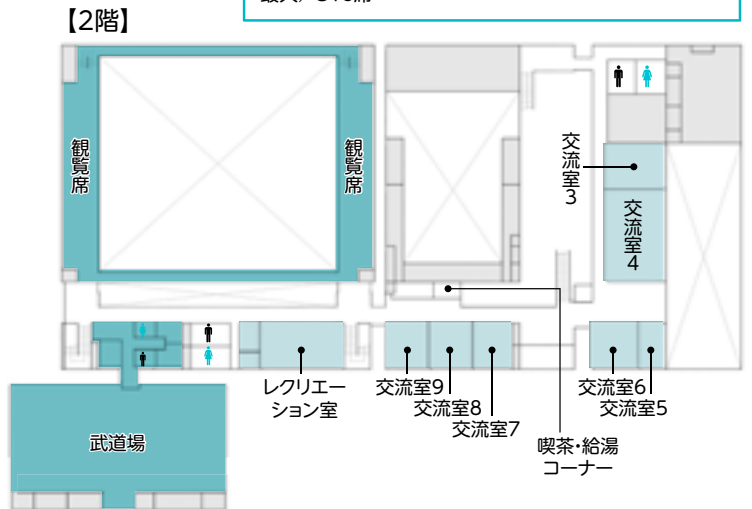 【2階】
観覧席
観覧席
交流室3
交流室4
レクリエー
ション室
交流室9
交流室8
交流室7
交流室6
交流室5
喫茶・給湯
コーナー
武道場